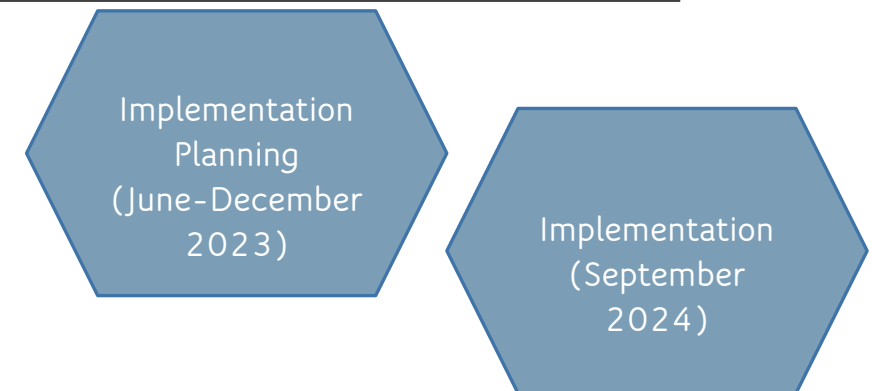 Implementation
Planning
(June-December
2023)
Implementation
(September
2024)